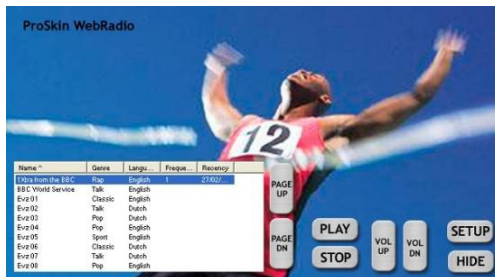 ProSkin WebRadio
12
Name ^ Genre Langu... Freque... Recency
1Xtra from the BBC Rap English 1 27/02/...
BBC World Service Talk English
Evz 01 Classic English
Evz 02 Talk Dutch
Evz 03 Pop Dutch
Evz 04 Pop English
Evz 05 Sport English
Evz 06 Classic Dutch
Evz 07 Talk Dutch
Evz 08 Pop English
PAGE
UP
PAGE
DN
PLAY
STOP
VOL
UP
VOL
DN
SETUP
HIDE